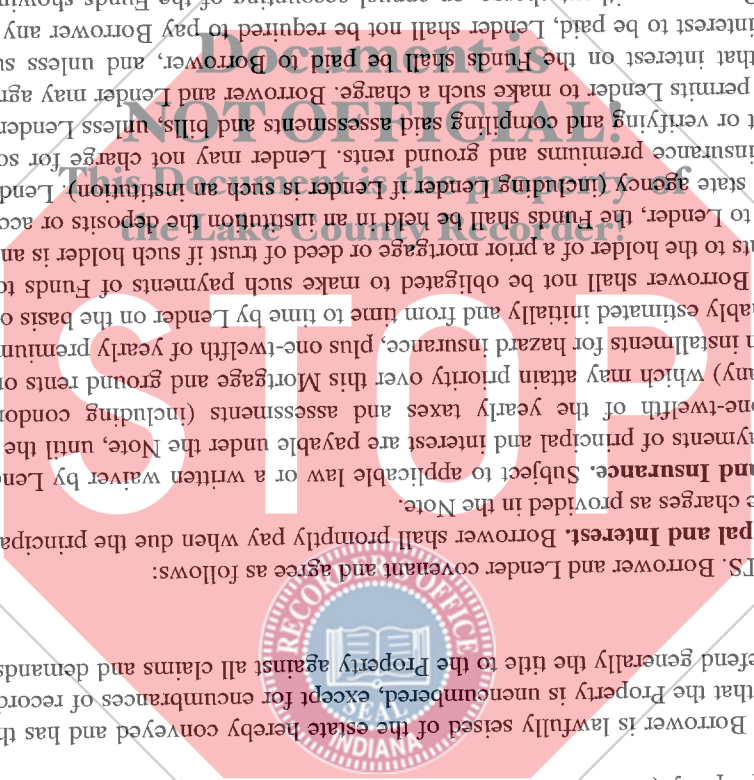 Borrower is lawfully seised of the estate hereby conveyed and has th
that the Property is unencumbered, except for encumbrances of record
efend generally the title to the Property against all claims and demands
TS. Borrower and Lender covenant and agree as follows:
pal and Interest. Borrower shall promptly pay when due the principa
e charges as provided in the Note.
nd Insurance. Subject to applicable law or a written waiver by Len
yments of principal and interest are payable under the Note, until the
ne-twelfth of the yearly taxes and assessments (including condo
any) which may attain priority over this Mortgage and ground rents on
n installments for hazard insurance, plus one-twelfth of yearly premium
ably estimated initially and from time to time by Lender on the basis o
Borrower shall not be obligated to make such payments of Funds to
ts to the holder of a prior mortgage or deed of trust if such holder is an
to Lender, the Funds shall be held in an institution the deposits or acc
state agency (including Lender if Lender is such an institution). Lend
insurance premiums and ground rents. Lender may not charge for so
t or verifying and compiling said assessments and bills, unless Lender
permits Lender to make such a charge. Borrower and Lender may agr
that interest on the Funds shall be paid to Borrower, and unless su
interest to be paid, Lender shall not be required to pay Borrower any
annual accounting of the Funds
Document is
NOT OFFICIAL!
This Document is the property of
the Lake County Recorder!
STOP
RECORDER'S OFFICE
SEAL
INDIANA